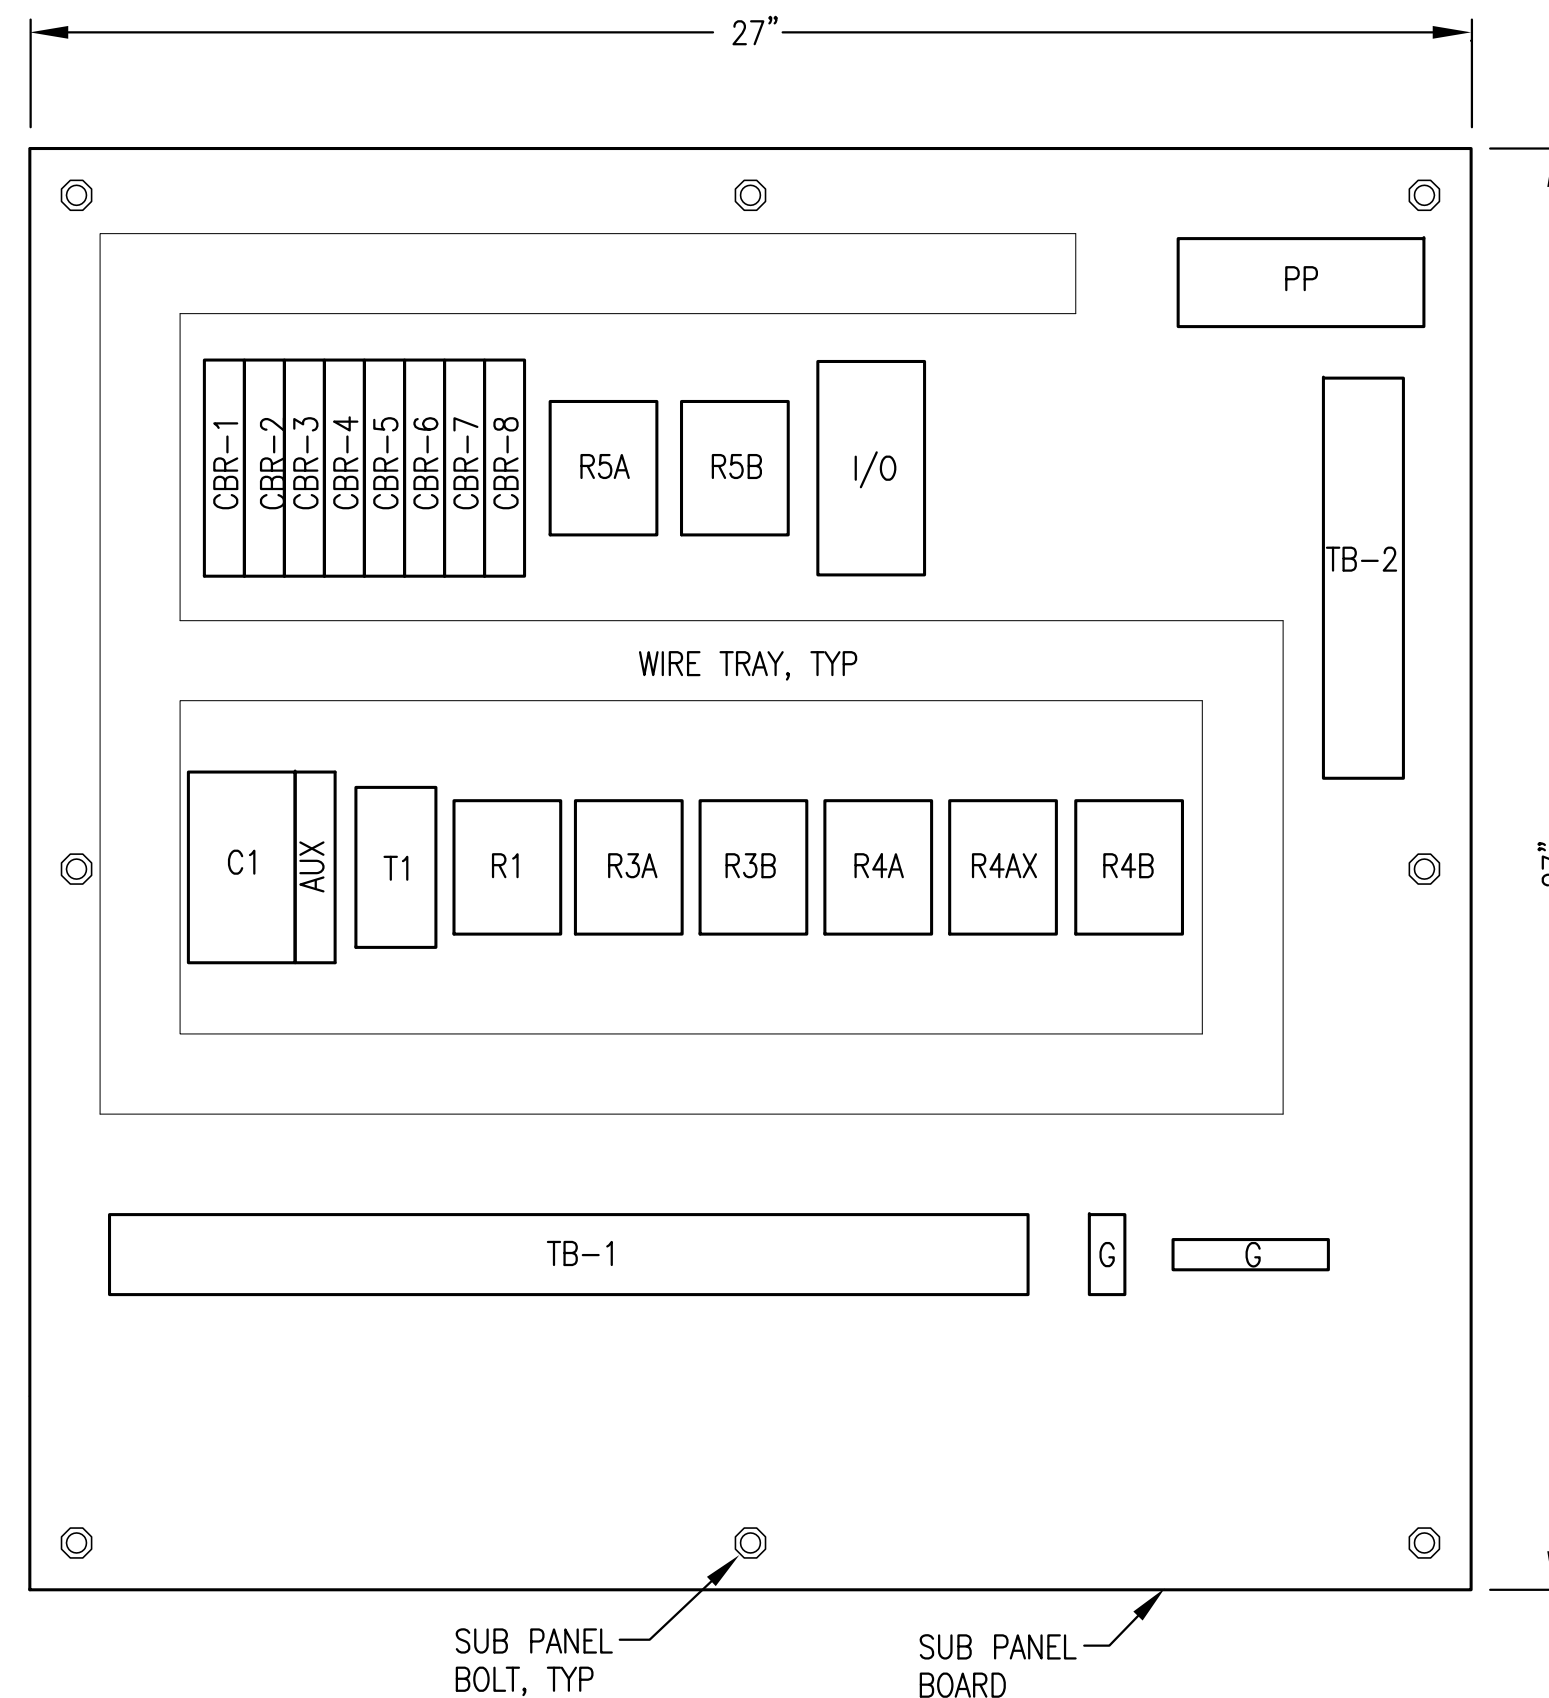 27"
PP
CBR-1
CBR-2
CBR-3
CBR-4
CBR-5
CBR-6
CBR-7
CBR-8
R5A
R5B
I/O
TB-2
WIRE TRAY, TYP
C1
AUX
T1
R1
R3A
R3B
R4A
R4AX
R4B
TB-1
G
G
SUB PANEL
BOLT, TYP
SUB PANEL
BOARD